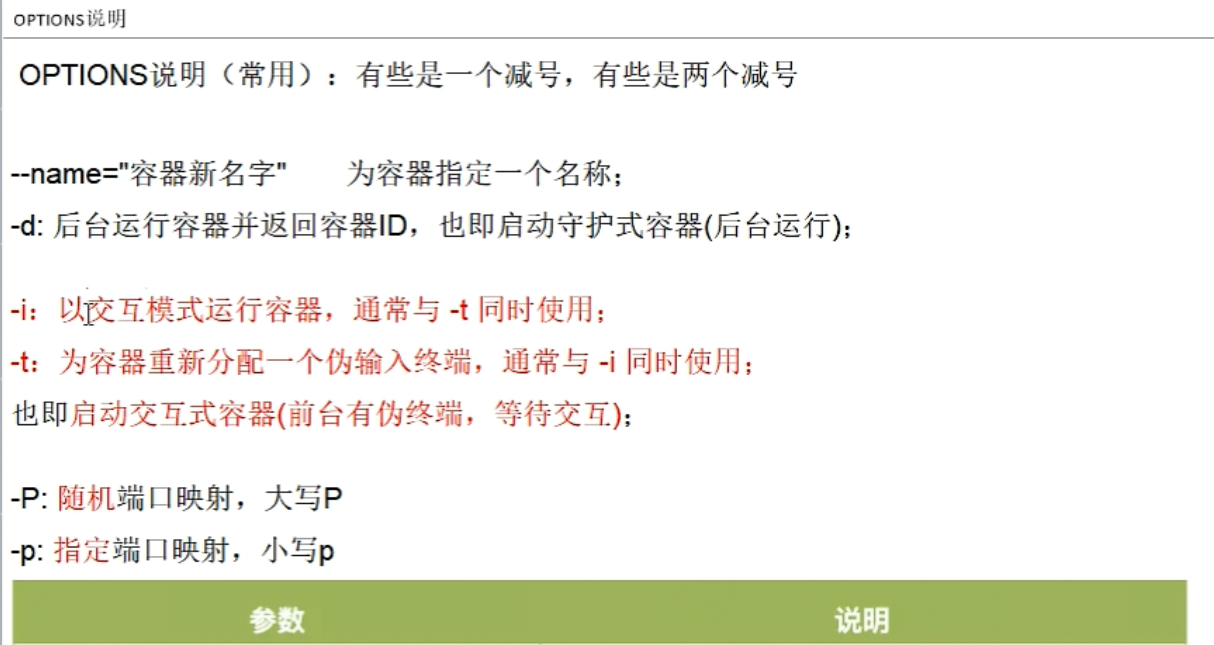 OPTIONS说明
OPTIONS说明（常用）：有些是一个减号，有些是两个减号
--name="容器新名字" 为容器指定一个名称；
-d: 后台运行容器并返回容器ID，也即启动守护式容器(后台运行)；
-i：以交互模式运行容器，通常与 -t 同时使用；
-t：为容器重新分配一个伪输入终端，通常与 -i 同时使用；
也即启动交互式容器(前台有伪终端，等待交互)；
-P: 随机端口映射，大写P
-p: 指定端口映射，小写p
参数 说明